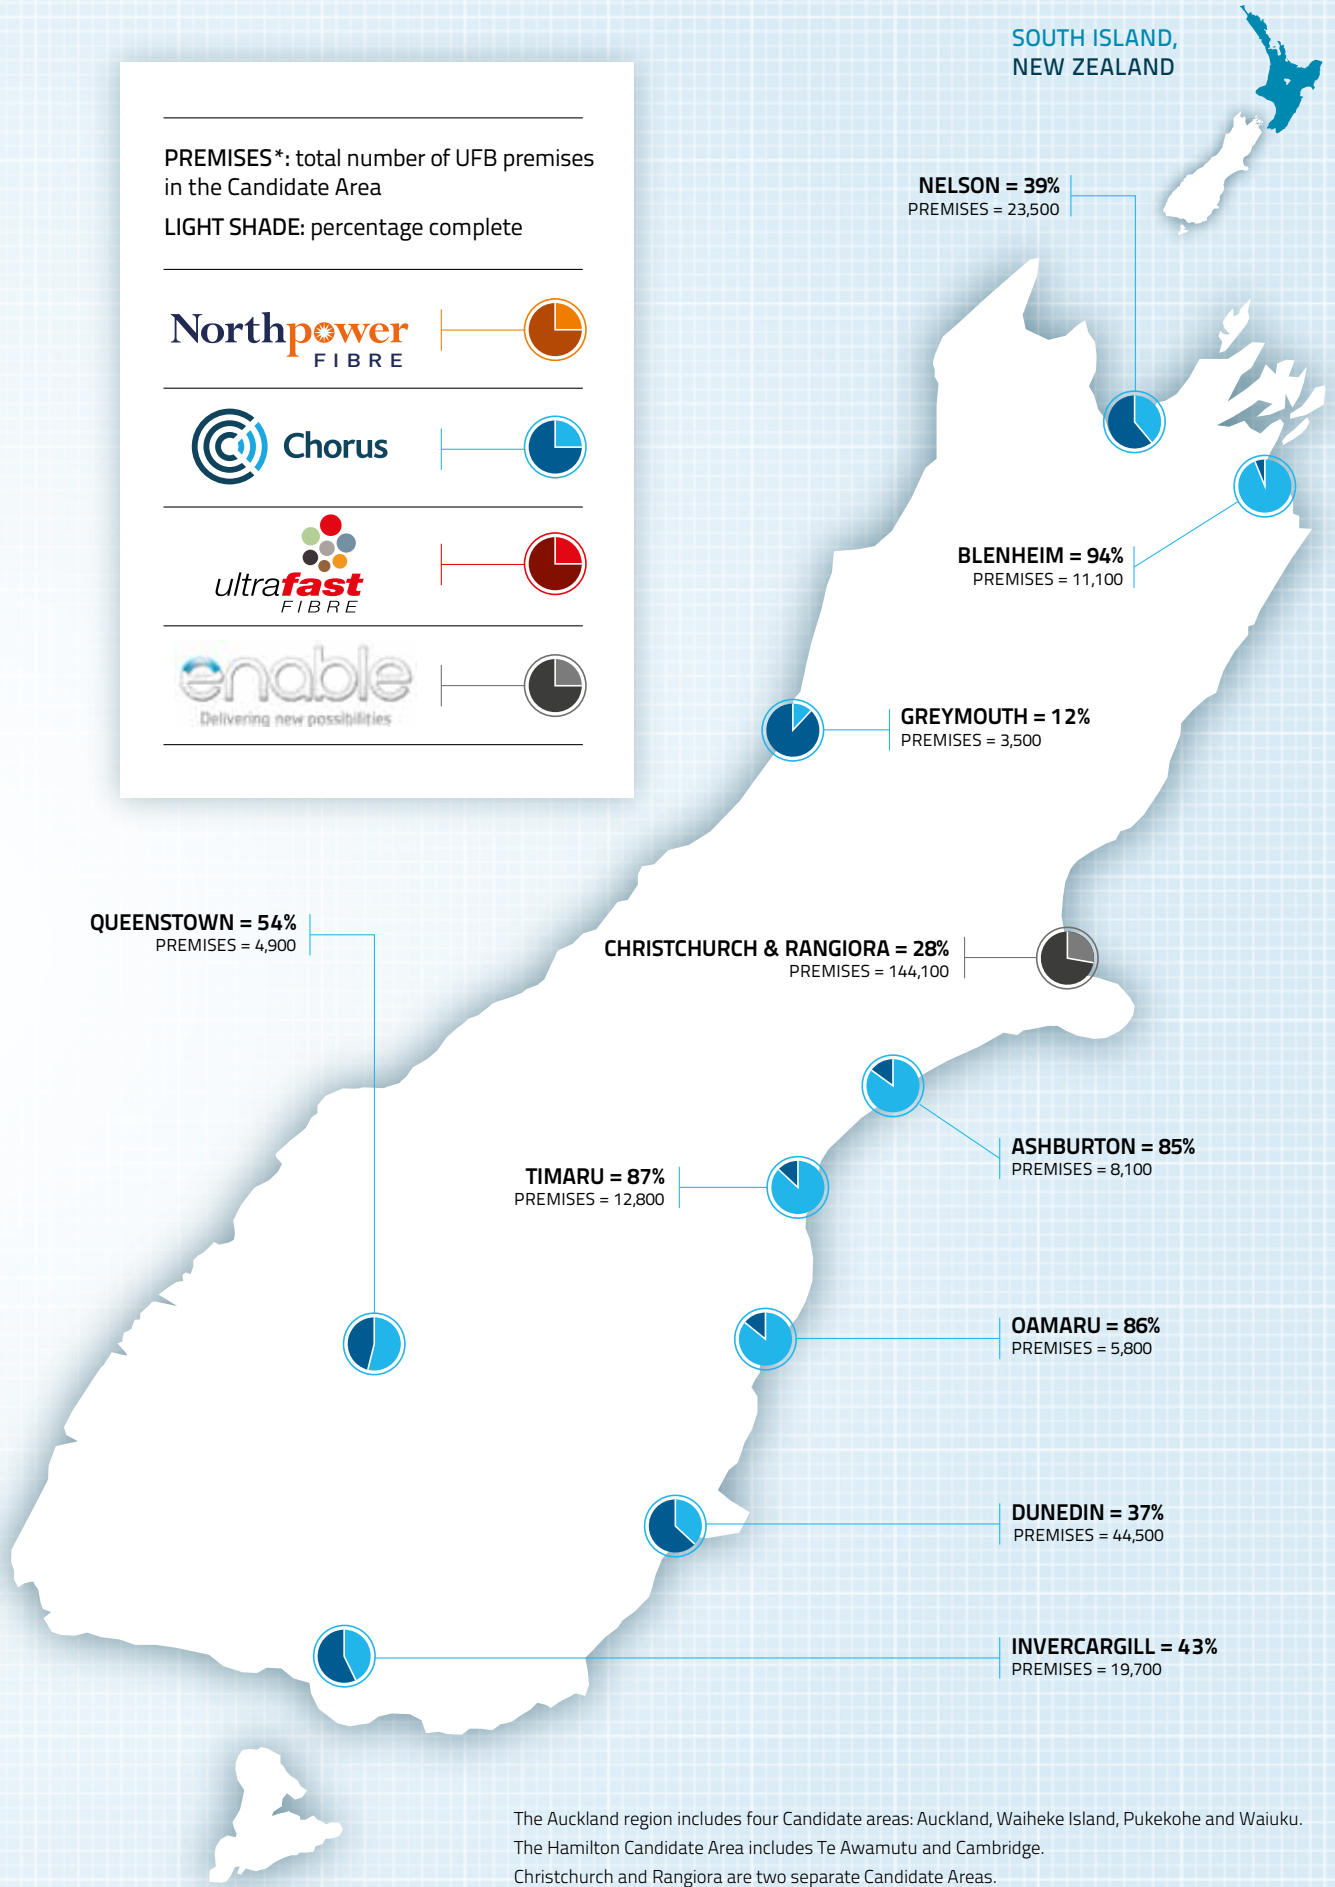 SOUTH ISLAND,
NEW ZEALAND
PREMISES*: total number of UFB premises
in the Candidate Area
LIGHT SHADE: percentage complete
Northpower
FIBRE
Chorus
ultrafast
FIBRE
enable
Delivering new possibilities
NELSON = 39%
PREMISES = 23,500
BLENHEIM = 94%
PREMISES = 11,100
GREYMOUTH = 12%
PREMISES = 3,500
QUEENSTOWN = 54%
PREMISES = 4,900
CHRISTCHURCH & RANGIORA = 28%
PREMISES = 144,100
ASHBURTON = 85%
PREMISES = 8,100
TIMARU = 87%
PREMISES = 12,800
OAMARU = 86%
PREMISES = 5,800
DUNEDIN = 37%
PREMISES = 44,500
INVERCARGILL = 43%
PREMISES = 19,700
The Auckland region includes four Candidate areas: Auckland, Waiheke Island, Pukekohe and Waiuku.
The Hamilton Candidate Area includes Te Awamutu and Cambridge.
Christchurch and Rangiora are two separate Candidate Areas.